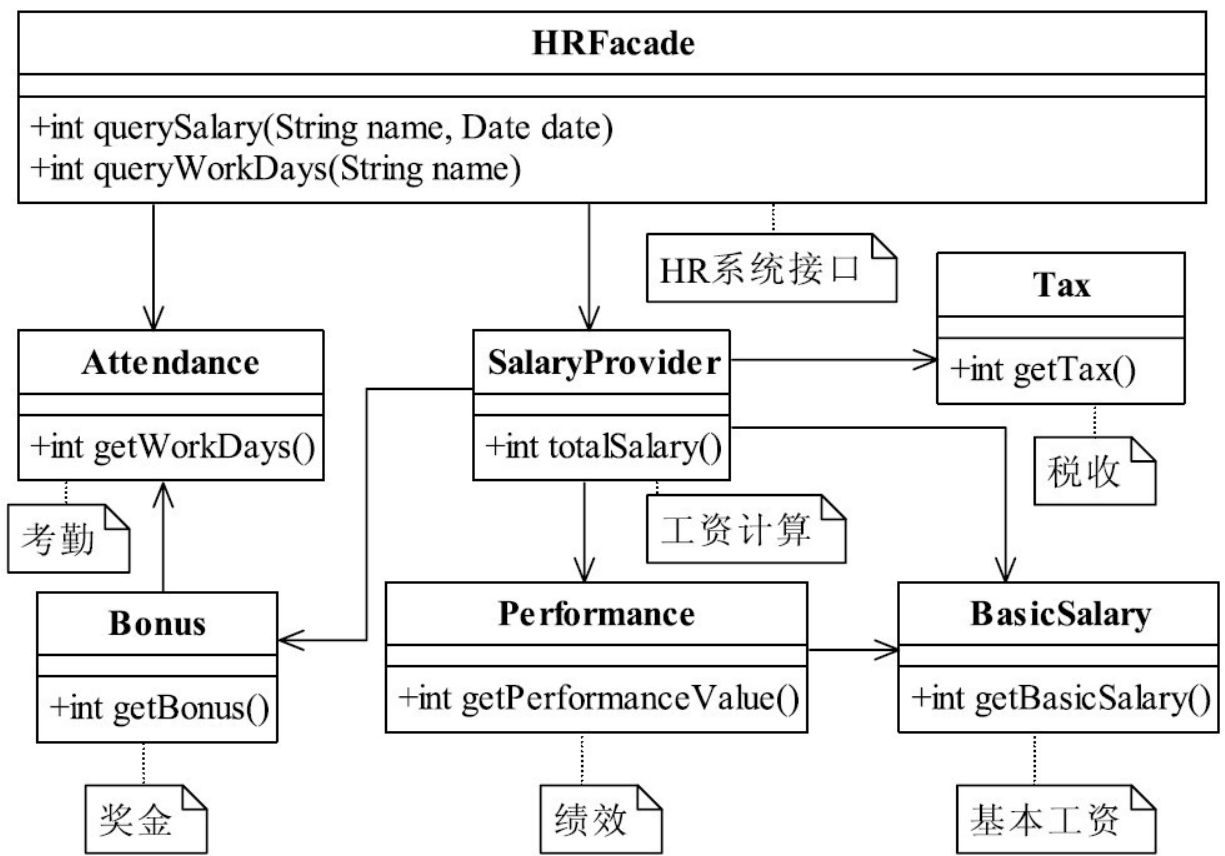 HRFacade
+int querySalary(String name, Date date)
+int queryWorkDays(String name)
HR系统接口
Tax
+int getTax()
税收
Attendance
+int getWorkDays()
考勤
SalaryProvider
+int totalSalary()
工资计算
Bonus
+int getBonus()
奖金
Performance
+int getPerformanceValue()
绩效
BasicSalary
+int getBasicSalary()
基本工资